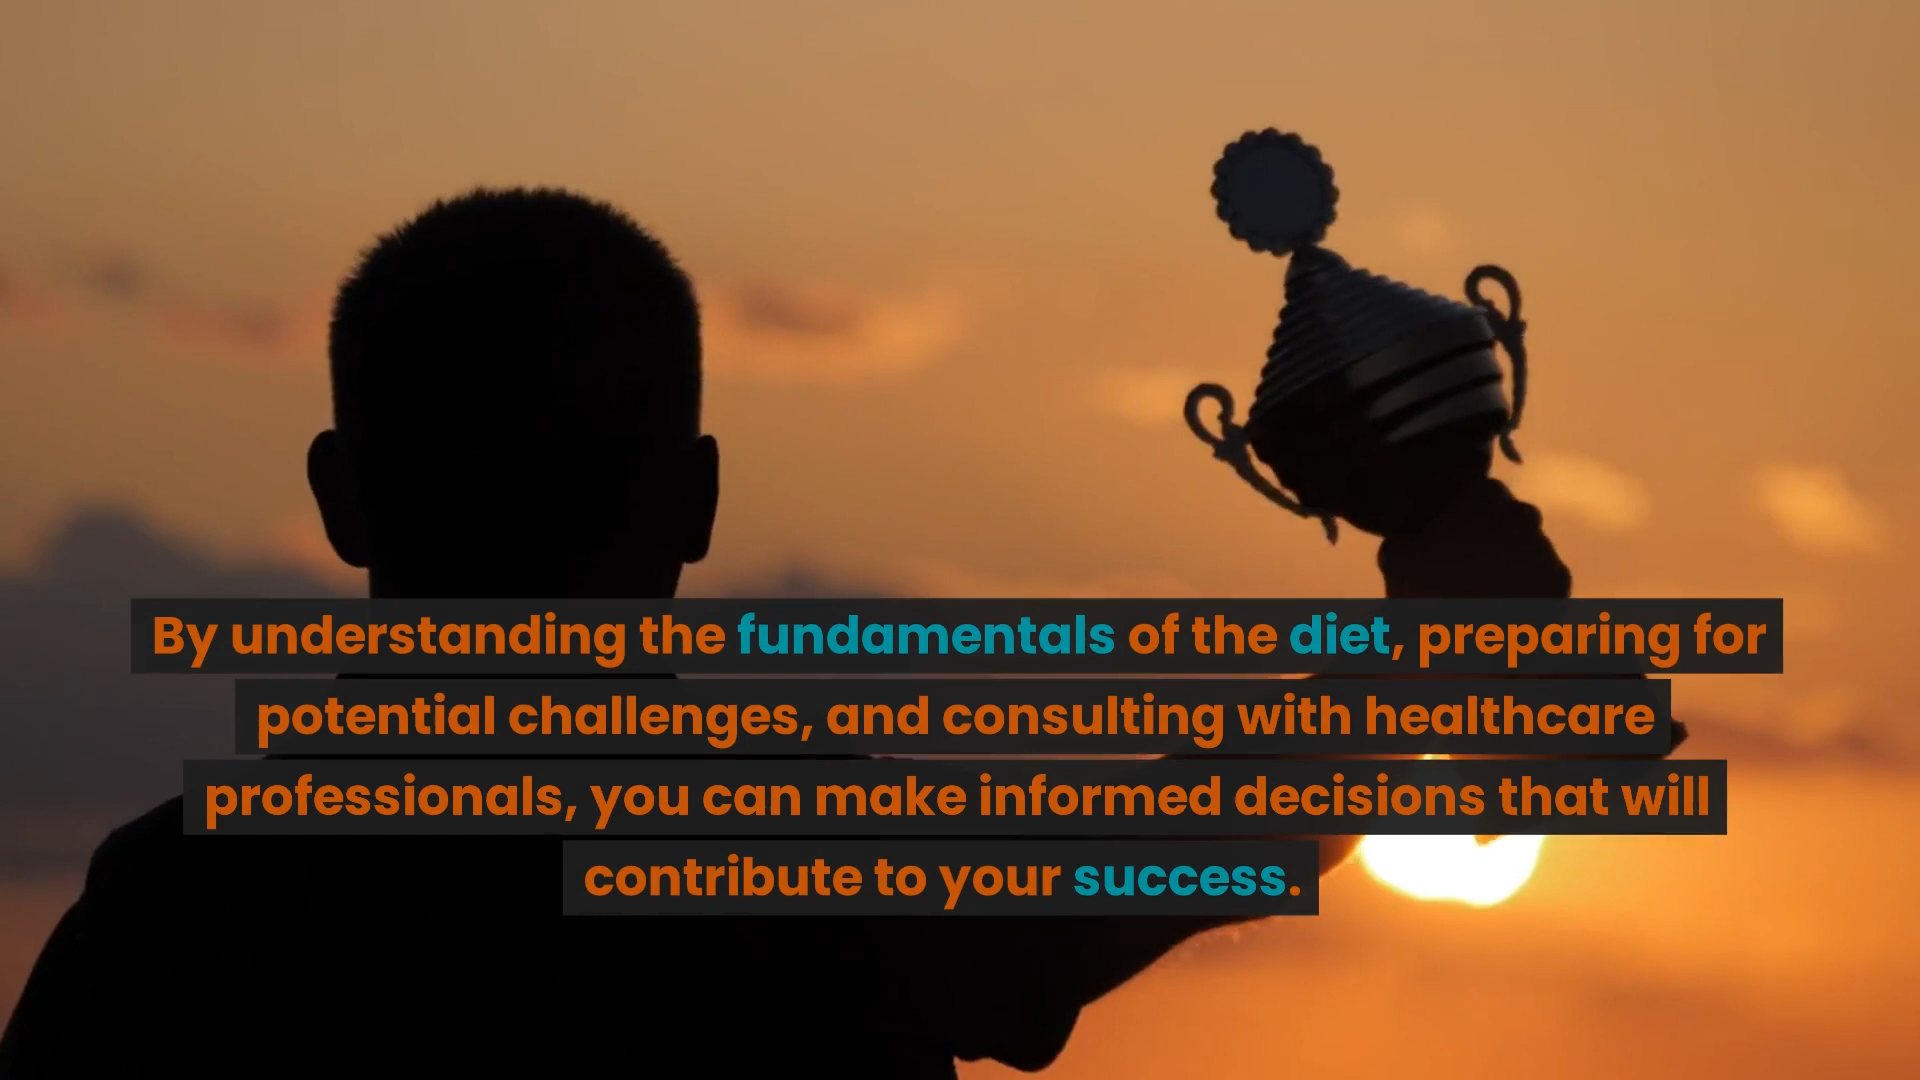 By understanding the fundamentals of the diet, preparing for
potential challenges, and consulting with healthcare
professionals, you can make informed decisions that will
contribute to your success.